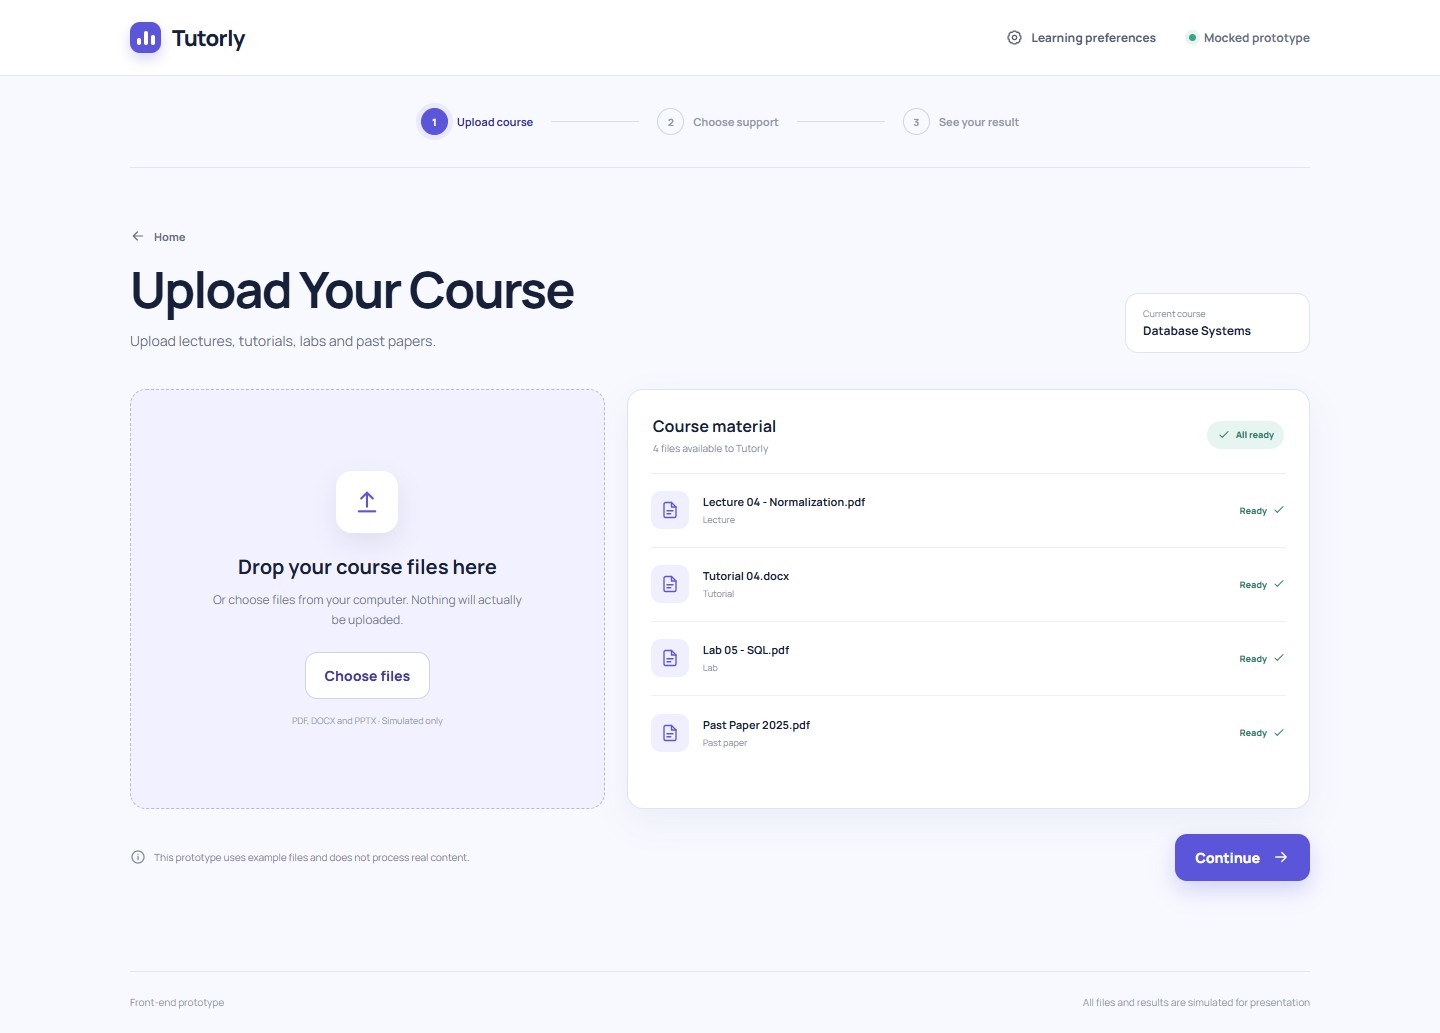 Tutorly
Learning preferences
Mocked prototype
1 Upload course
2 Choose support
3 See your result
Home
Upload Your Course
Upload lectures, tutorials, labs and past papers.
Current course
Database Systems
Drop your course files here
Or choose files from your computer. Nothing will actually
be uploaded.
Choose files
PDF, DOCX and PPTX · Simulated only
Course material
4 files available to Tutorly
All ready
Lecture 04 - Normalization.pdf
Lecture
Ready
Tutorial 04.docx
Tutorial
Ready
Lab 05 - SQL.pdf
Lab
Ready
Past Paper 2025.pdf
Past paper
Ready
This prototype uses example files and does not process real content.
Continue
Front-end prototype
All files and results are simulated for presentation